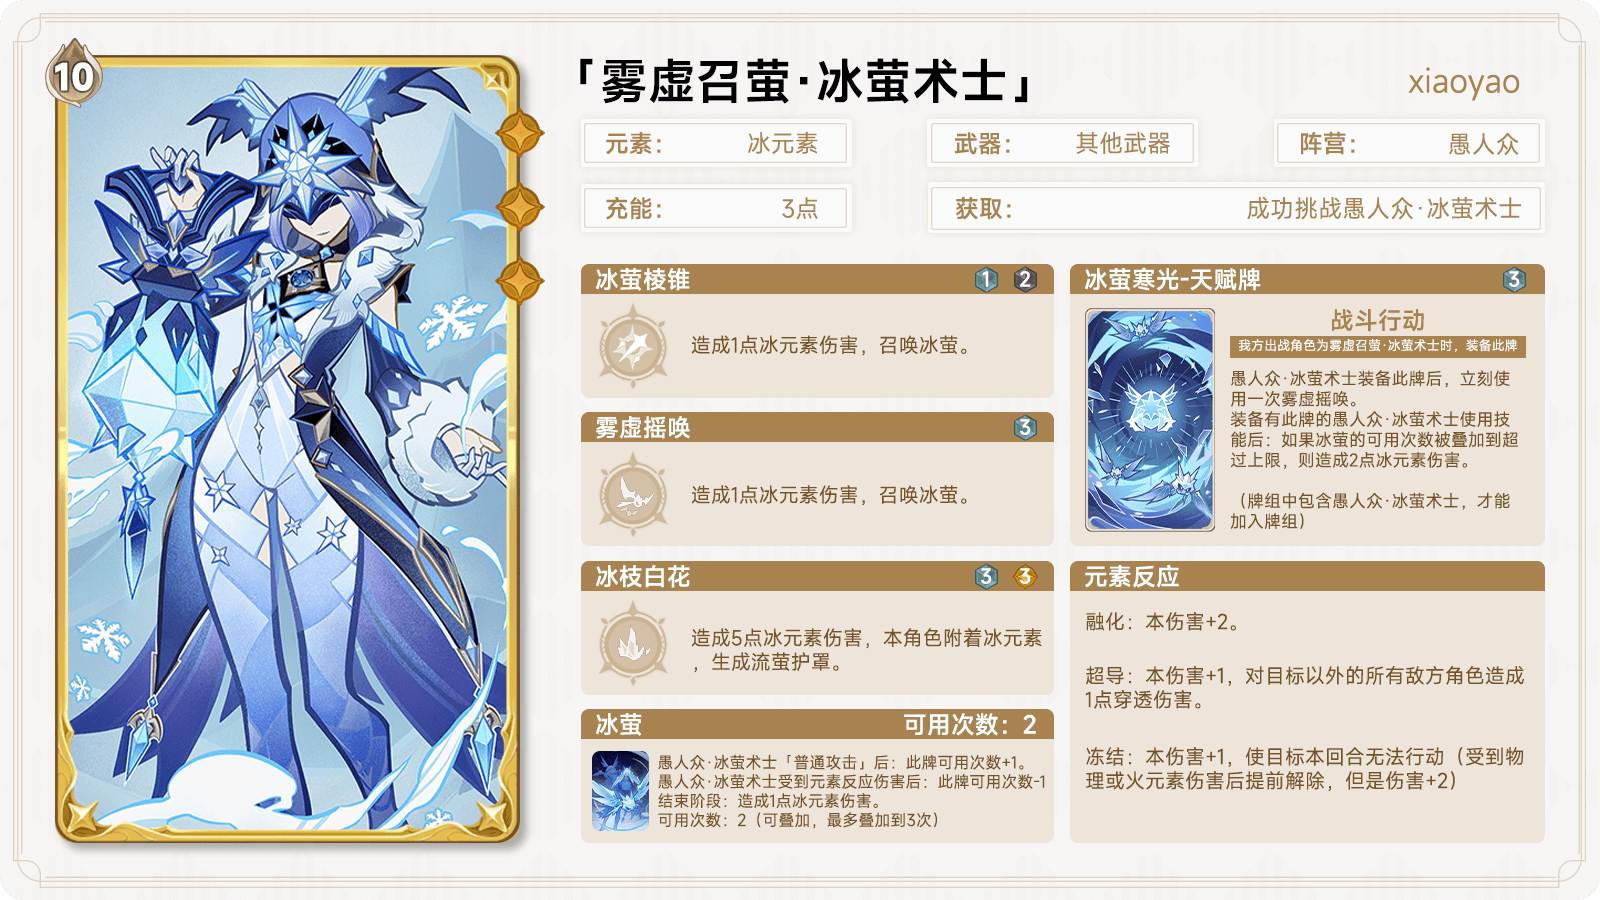 10
「雾虚召萤·冰萤术士」
xiaoyao
元素： 冰元素
武器： 其他武器
阵营： 愚人众
充能： 3点
获取： 成功挑战愚人众·冰萤术士
冰萤棱锥 1 2
造成1点冰元素伤害，召唤冰萤。
雾虚摇唤 3
造成1点冰元素伤害，召唤冰萤。
冰枝白花 3 3
造成5点冰元素伤害，本角色附着冰元素
，生成流萤护罩。
冰萤 可用次数：2
愚人众·冰萤术士「普通攻击」后：此牌可用次数+1。
愚人众·冰萤术士受到元素反应伤害后：此牌可用次数-1
结束阶段：造成1点冰元素伤害。
可用次数：2（可叠加，最多叠加到3次）
冰萤寒光-天赋牌 3
战斗行动
我方出战角色为雾虚召萤·冰萤术士时，装备此牌
愚人众·冰萤术士装备此牌后，立刻使
用一次雾虚摇唤。
装备有此牌的愚人众·冰萤术士使用技
能后：如果冰萤的可用次数被叠加到超
过上限，则造成2点冰元素伤害。
（牌组中包含愚人众·冰萤术士，才能
加入牌组）
元素反应
融化：本伤害+2。
超导：本伤害+1，对目标以外的所有敌方角色造成
1点穿透伤害。
冻结：本伤害+1，使目标本回合无法行动（受到物
理或火元素伤害后提前解除，但是伤害+2）